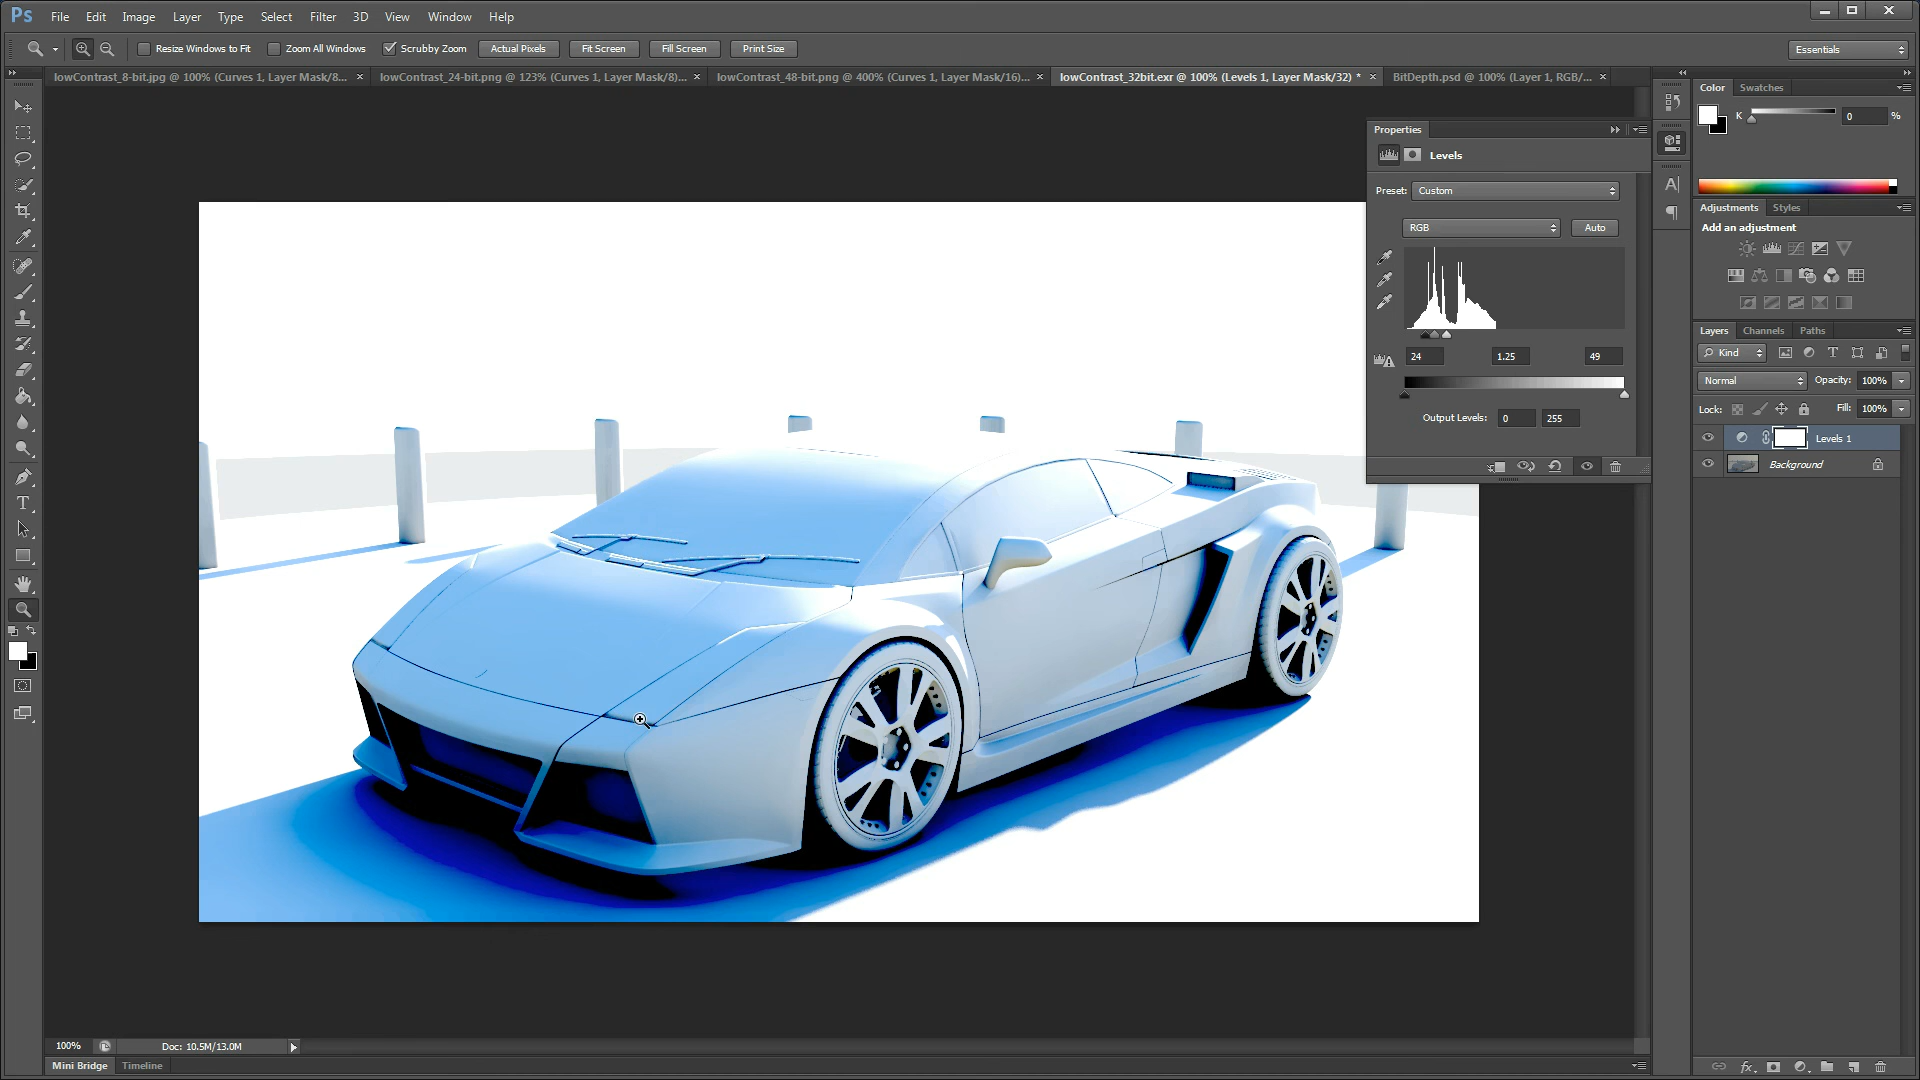 Ps File Edit Image Layer Type Select Filter 3D View Window Help
Resize Windows to Fit Zoom All Windows Scrubby Zoom Actual Pixels Fit Screen Fill Screen Print Size Essentials
lowContrast_8-bit.jpg @ 100% (Curves 1, Layer Mask/8... lowContrast_24-bit.png @ 123% (Curves 1, Layer Mask/8)... lowContrast_48-bit.png @ 400% (Curves 1, Layer Mask/16)... lowContrast_32bit.exr @ 100% (Levels 1, Layer Mask/32) * BitDepth.psd @ 100% (Layer 1, RGB/...
Properties
Levels
Preset: Custom
RGB Auto
24 1.25 49
Output Levels: 0 255
Color Swatches
K 0 %
Adjustments Styles
Add an adjustment
Layers Channels Paths
Kind
Normal Opacity: 100%
Lock: Fill: 100%
Levels 1
Background
100% Doc: 10.5M/13.0M
Mini Bridge Timeline